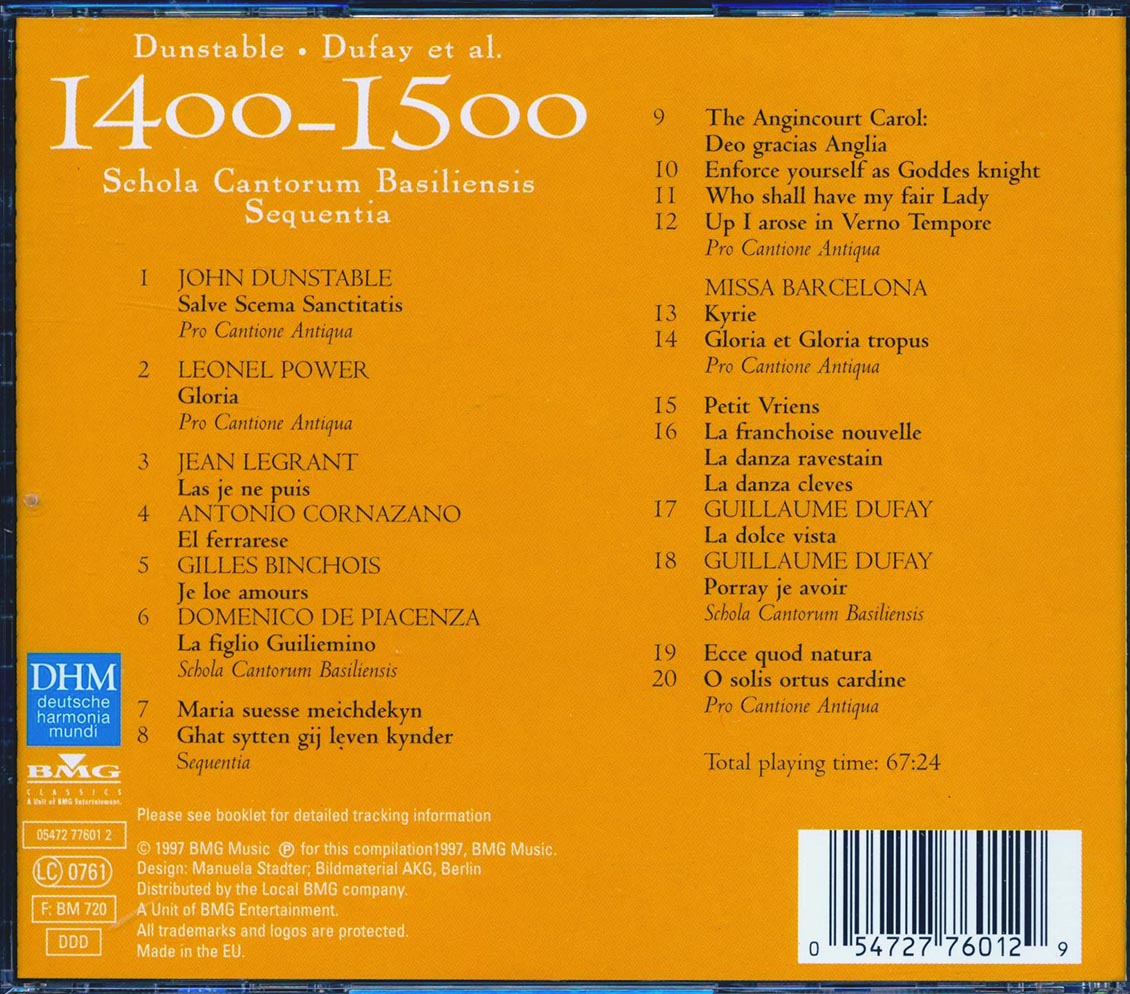 Dunstable • Dufay et al.
1400–1500
Schola Cantorum Basiliensis
Sequentia
1 JOHN DUNSTABLE
Salve Scema Sanctitatis
Pro Cantione Antiqua
2 LEONEL POWER
Gloria
Pro Cantione Antiqua
3 JEAN LEGRANT
Las je ne puis
4 ANTONIO CORNAZANO
El ferrarese
5 GILLES BINCHOIS
Je loe amours
6 DOMENICO DE PIACENZA
La figlio Guiliemino
Schola Cantorum Basiliensis
7 Maria suesse meichdekyn
8 Ghat sytten gij leven kynder
Sequentia
9 The Angincourt Carol:
Deo gracias Anglia
10 Enforce yourself as Goddes knight
11 Who shall have my fair Lady
12 Up I arose in Verno Tempore
Pro Cantione Antiqua
MISSA BARCELONA
13 Kyrie
14 Gloria et Gloria tropus
Pro Cantione Antiqua
15 Petit Vriens
16 La franchoise nouvelle
La danza ravestain
La danza cleves
17 GUILLAUME DUFAY
La dolce vista
18 GUILLAUME DUFAY
Porray je avoir
Schola Cantorum Basiliensis
19 Ecce quod natura
20 O solis ortus cardine
Pro Cantione Antiqua
Total playing time: 67:24
DHM
deutsche
harmonia
mundi
BMG
CLASSICS
A Unit of BMG Entertainment.
05472 77601 2
LC 0761
F: BM 720
DDD
Please see booklet for detailed tracking information
© 1997 BMG Music ℗ for this compilation1997, BMG Music.
Design: Manuela Stadter; Bildmaterial AKG, Berlin
Distributed by the Local BMG company.
A Unit of BMG Entertainment.
All trademarks and logos are protected.
Made in the EU.
0 54727 76012 9